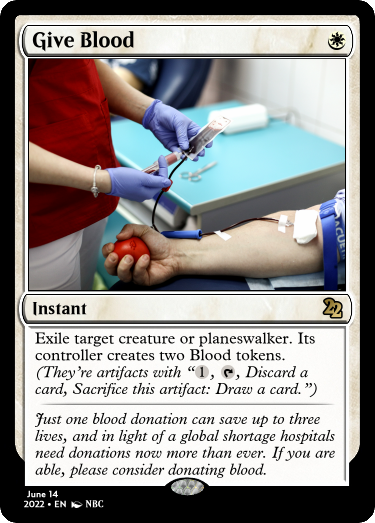 Give Blood
Instant
Exile target creature or planeswalker. Its
controller creates two Blood tokens.
(They're artifacts with “1, , Discard a
card, Sacrifice this artifact: Draw a card.”)
Just one blood donation can save up to three
lives, and in light of a global shortage hospitals
need donations now more than ever. If you are
able, please consider donating blood.
June 14
2022 • EN NBC